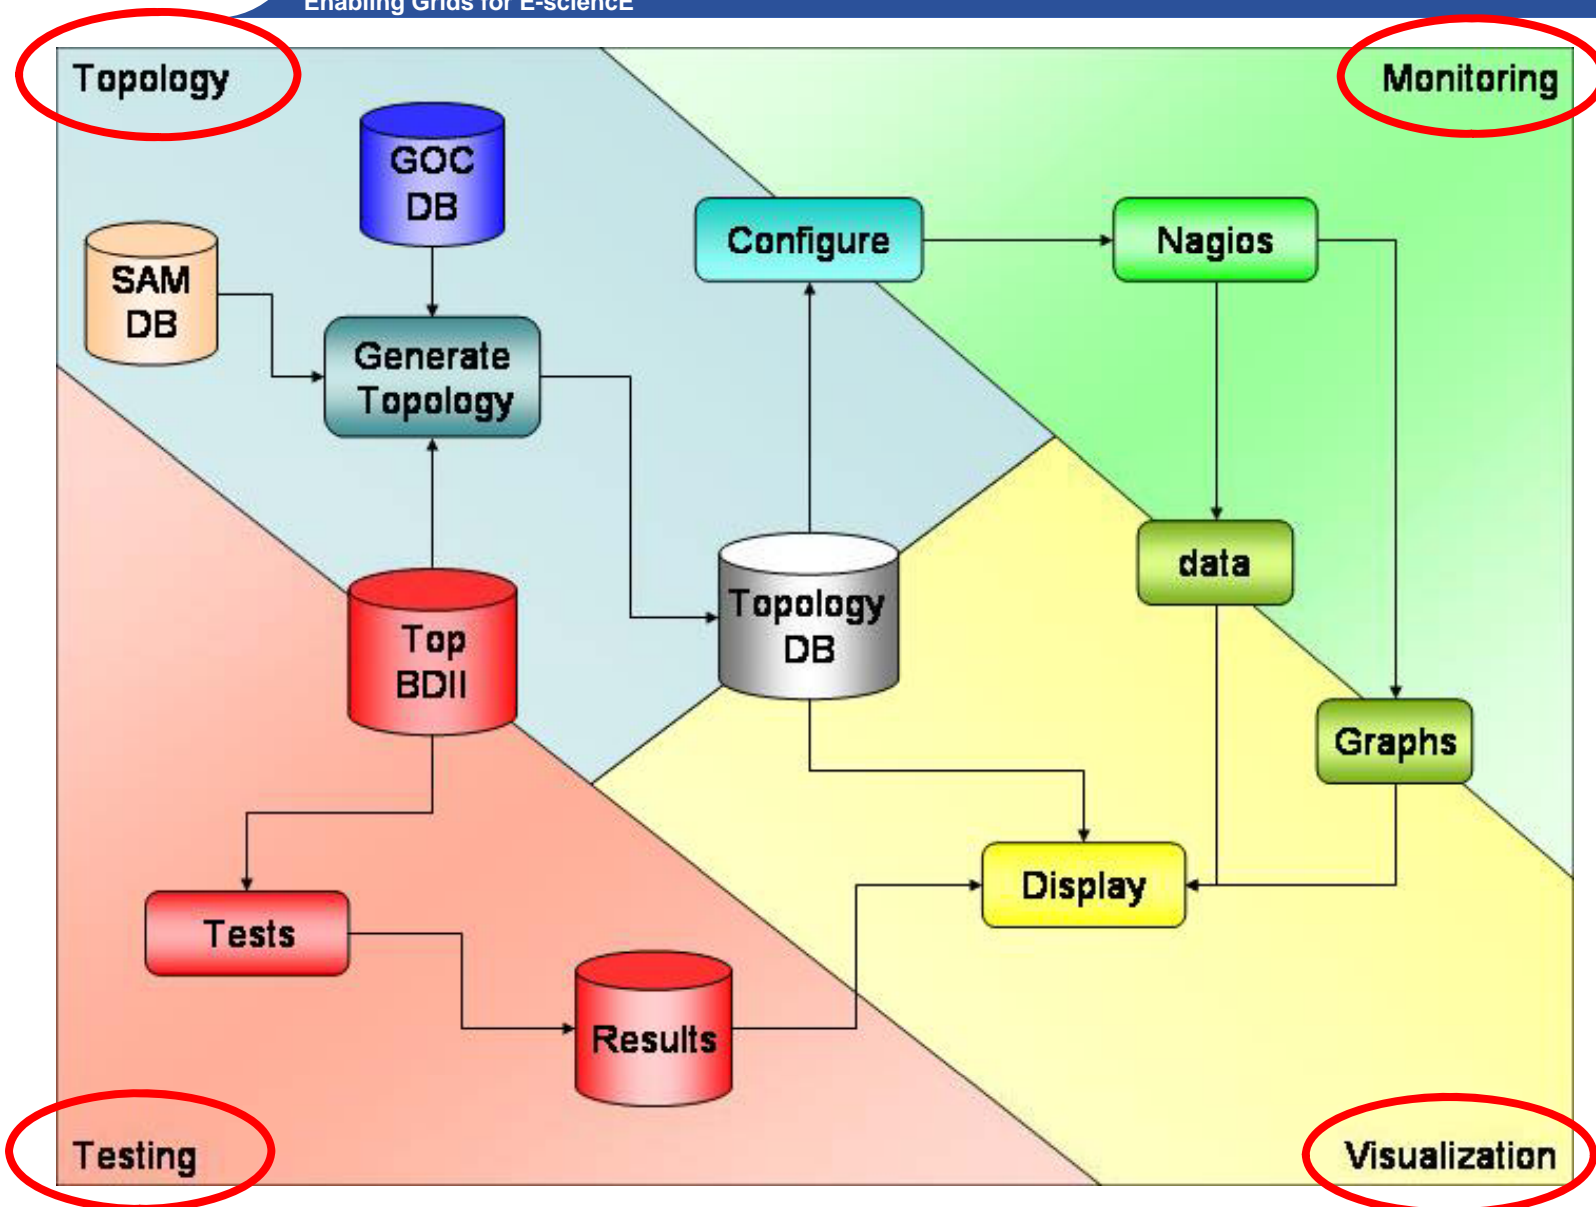 Enabling Grids for E-sciencE
Topology
Monitoring
GOC
DB
SAM
DB
Configure
Nagios
Generate
Topology
data
Topology
DB
Top
BDII
Graphs
Display
Tests
Results
Testing
Visualization